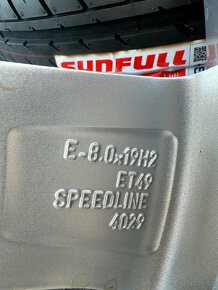 SUNFULL
E-8.0x19H2
ET49
SPEEDLINE
4029